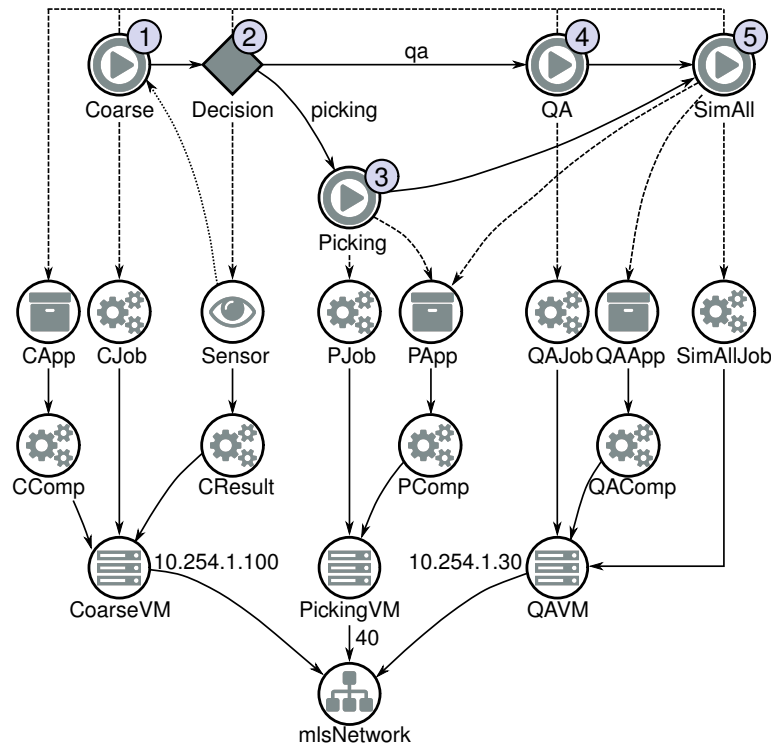 1
2
4
5
qa
Coarse
Decision
QA
SimAll
picking
3
Picking
CApp
CJob
Sensor
PJob
PApp
QAJob
QAApp
SimAllJob
CComp
CResult
PComp
QAComp
10.254.1.100
10.254.1.30
CoarseVM
PickingVM
QAVM
40
mlsNetwork